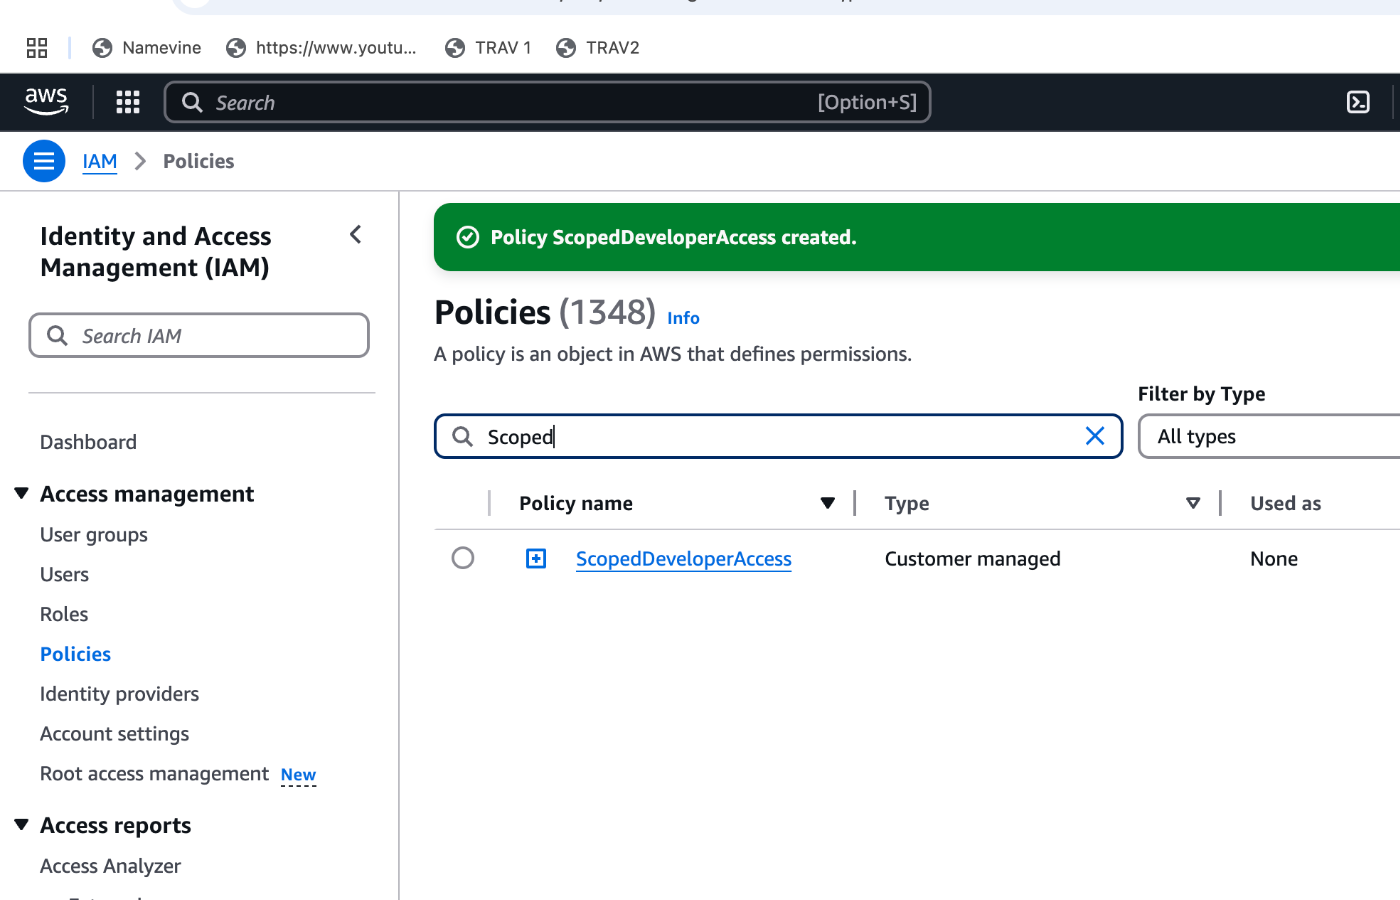 Namevine https://www.youtu... TRAV 1 TRAV2
aws Search [Option+S]
IAM Policies
Identity and Access
Management (IAM)
Search IAM
Dashboard
Access management
User groups
Users
Roles
Policies
Identity providers
Account settings
Root access management New
Access reports
Access Analyzer
Policy ScopedDeveloperAccess created.
Policies (1348) Info
A policy is an object in AWS that defines permissions.
Filter by Type
Scoped All types
Policy name Type Used as
ScopedDeveloperAccess Customer managed None